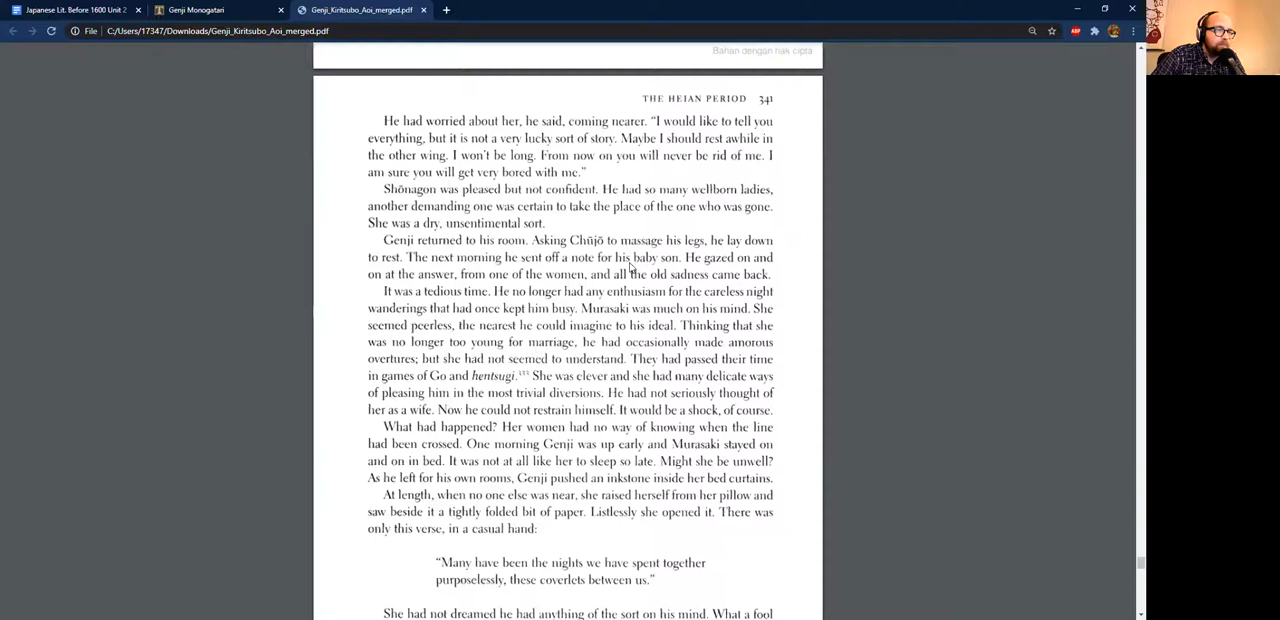 Japanese Lit. Before 1600 Unit 2
Genji Monogatari
Genji_Kiritsubo_Aoi_merged.pdf
File
C:/Users/17347/Downloads/Genji_Kiritsubo_Aoi_merged.pdf
ABP
Bahan dengan hak cipta
THE HEIAN PERIOD 341
He had worried about her, he said, coming nearer. “I would like to tell you
everything, but it is not a very lucky sort of story. Maybe I should rest awhile in
the other wing. I won’t be long. From now on you will never be rid of me. I
am sure you will get very bored with me.”
Shōnagon was pleased but not confident. He had so many wellborn ladies,
another demanding one was certain to take the place of the one who was gone.
She was a dry, unsentimental sort.
Genji returned to his room. Asking Chūjō to massage his legs, he lay down
to rest. The next morning he sent off a note for his baby son. He gazed on and
on at the answer, from one of the women, and all the old sadness came back.
It was a tedious time. He no longer had any enthusiasm for the careless night
wanderings that had once kept him busy. Murasaki was much on his mind. She
seemed peerless, the nearest he could imagine to his ideal. Thinking that she
was no longer too young for marriage, he had occasionally made amorous
overtures; but she had not seemed to understand. They had passed their time
in games of Go and hentsugi. She was clever and she had many delicate ways
of pleasing him in the most trivial diversions. He had not seriously thought of
her as a wife. Now he could not restrain himself. It would be a shock, of course.
What had happened? Her women had no way of knowing when the line
had been crossed. One morning Genji was up early and Murasaki stayed on
and on in bed. It was not at all like her to sleep so late. Might she be unwell?
As he left for his own rooms, Genji pushed an inkstone inside her bed curtains.
At length, when no one else was near, she raised herself from her pillow and
saw beside it a tightly folded bit of paper. Listlessly she opened it. There was
only this verse, in a casual hand:
“Many have been the nights we have spent together
purposelessly, these coverlets between us.”
She had not dreamed he had anything of the sort on his mind. What a fool